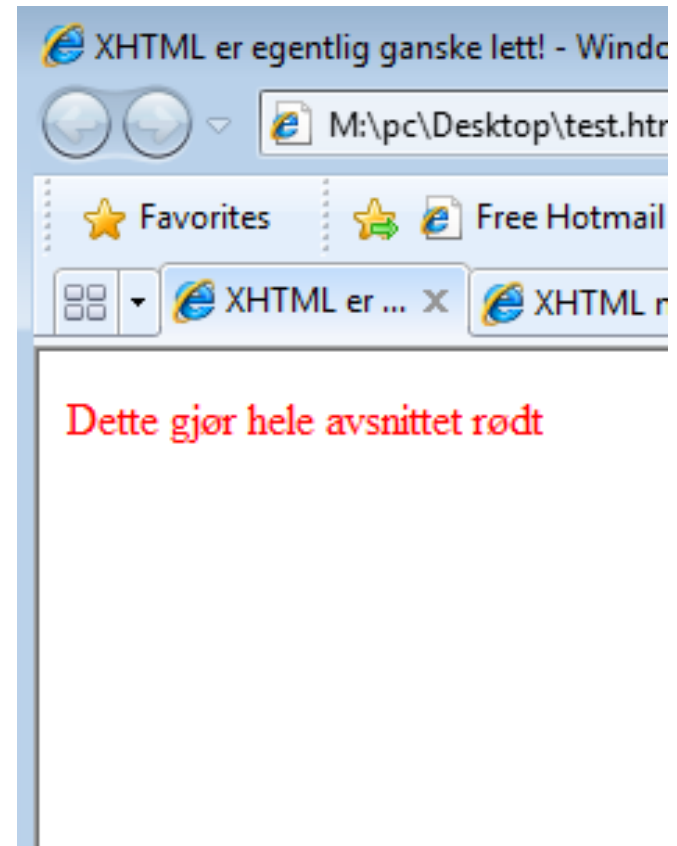 XHTML er egentlig ganske lett! - Windo
M:\pc\Desktop\test.htm
Favorites Free Hotmail
XHTML er ... XHTML
Dette gjør hele avsnittet rødt